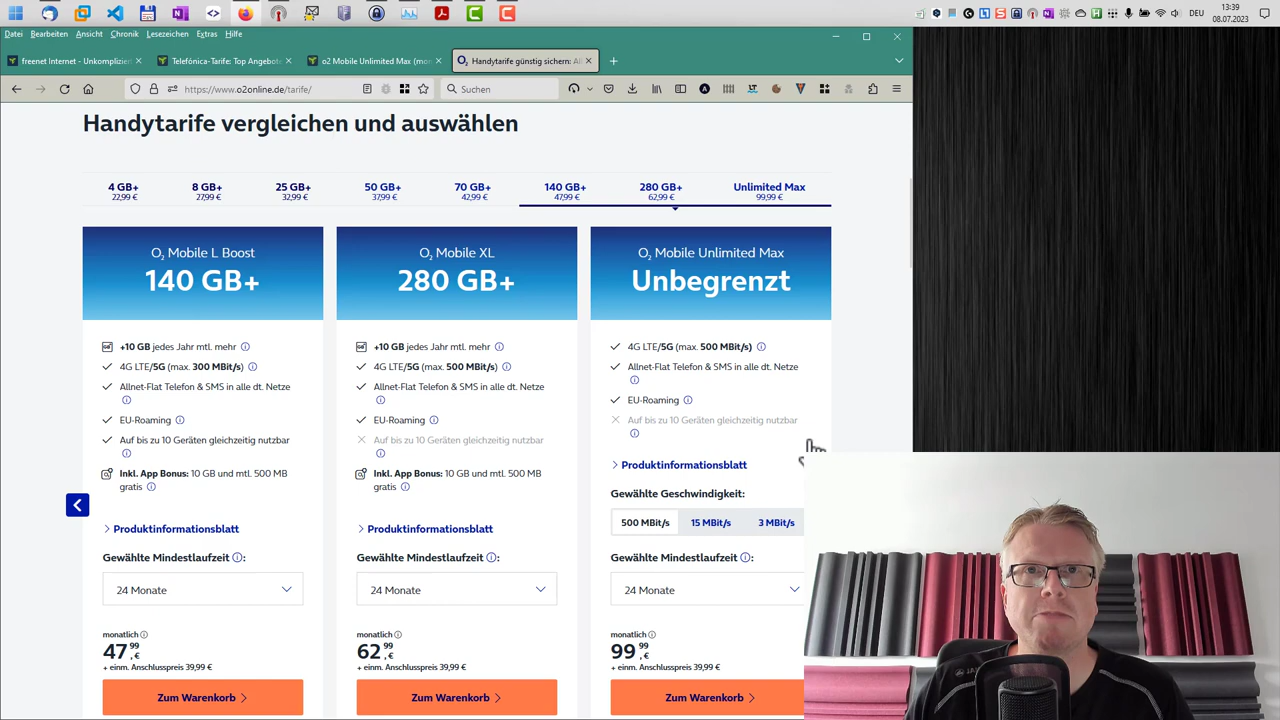 DEU
13:39
08.07.2023
Datei Bearbeiten Ansicht Chronik Lesezeichen Extras Hilfe
freenet Internet - Unkomplizier
Telefónica-Tarife: Top Angebote
o2 Mobile Unlimited Max (mon
Handytarife günstig sichern: All
https://www.o2online.de/tarife/
Suchen
Handytarife vergleichen und auswählen
4 GB+ 8 GB+ 25 GB+ 50 GB+ 70 GB+ 140 GB+ 280 GB+ Unlimited Max
22,99 € 27,99 € 32,99 € 37,99 € 42,99 € 47,99 € 62,99 € 99,99 €
O₂ Mobile L Boost
140 GB+
+10 GB jedes Jahr mtl. mehr
4G LTE/5G (max. 300 MBit/s)
Allnet-Flat Telefon & SMS in alle dt. Netze
EU-Roaming
Auf bis zu 10 Geräten gleichzeitig nutzbar
Inkl. App Bonus: 10 GB und mtl. 500 MB
gratis
Produktinformationsblatt
Gewählte Mindestlaufzeit :
24 Monate
monatlich
47,99 €
+ einm. Anschlusspreis 39,99 €
Zum Warenkorb
O₂ Mobile XL
280 GB+
+10 GB jedes Jahr mtl. mehr
4G LTE/5G (max. 500 MBit/s)
Allnet-Flat Telefon & SMS in alle dt. Netze
EU-Roaming
Auf bis zu 10 Geräten gleichzeitig nutzbar
Inkl. App Bonus: 10 GB und mtl. 500 MB
gratis
Produktinformationsblatt
Gewählte Mindestlaufzeit :
24 Monate
monatlich
62,99 €
+ einm. Anschlusspreis 39,99 €
Zum Warenkorb
O₂ Mobile Unlimited Max
Unbegrenzt
4G LTE/5G (max. 500 MBit/s)
Allnet-Flat Telefon & SMS in alle dt. Netze
EU-Roaming
Auf bis zu 10 Geräten gleichzeitig nutzbar
Produktinformationsblatt
Gewählte Geschwindigkeit:
500 MBit/s 15 MBit/s 3 MBit/s
Gewählte Mindestlaufzeit :
24 Monate
monatlich
99,99 €
+ einm. Anschlusspreis 39,99 €
Zum Warenkorb